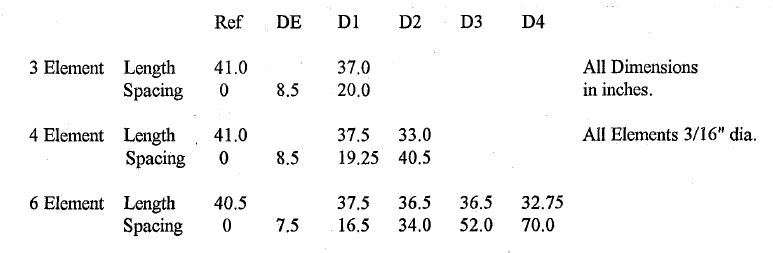 Ref DE D1 D2 D3 D4
3 Element Length 41.0 37.0 All Dimensions
Spacing 0 8.5 20.0 in inches.
4 Element Length 41.0 37.5 33.0 All Elements 3/16" dia.
Spacing 0 8.5 19.25 40.5
6 Element Length 40.5 37.5 36.5 36.5 32.75
Spacing 0 7.5 16.5 34.0 52.0 70.0